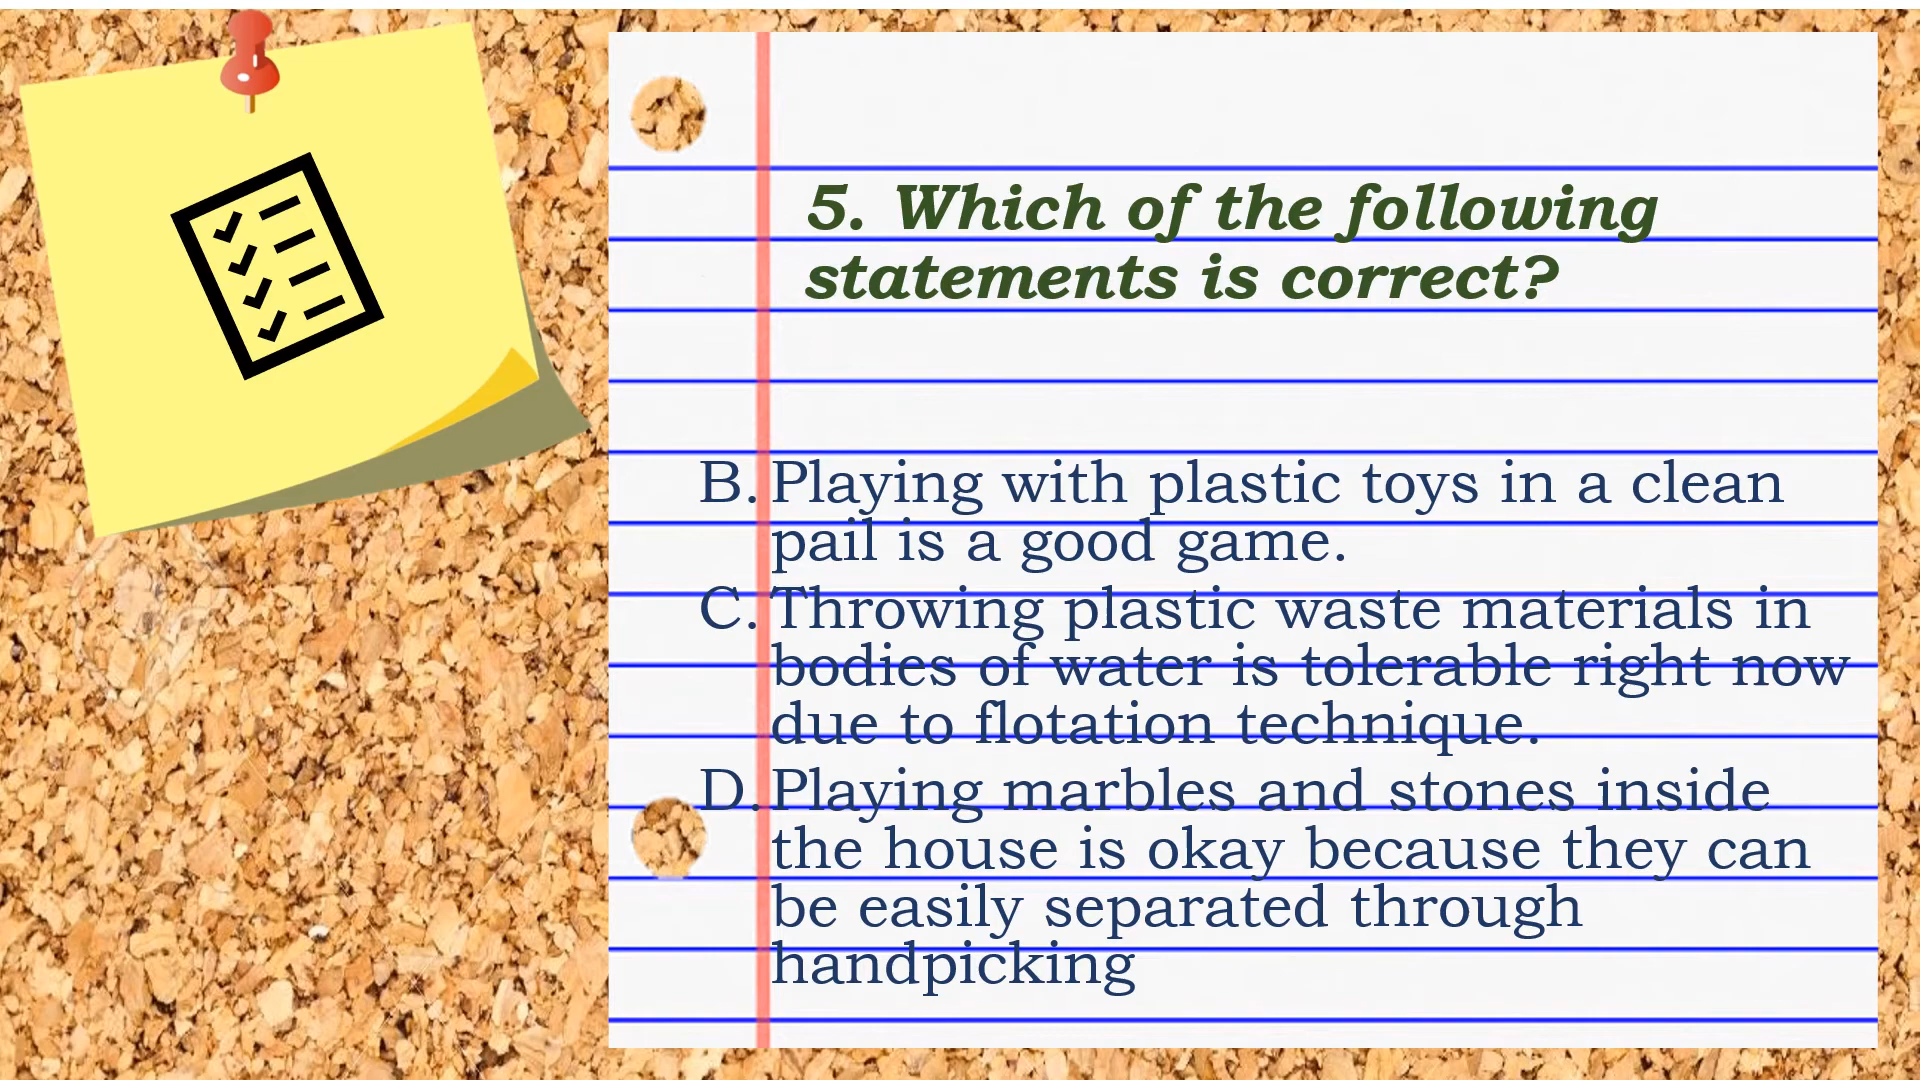 5. Which of the following
statements is correct?
B. Playing with plastic toys in a clean
pail is a good game.
C. Throwing plastic waste materials in
bodies of water is tolerable right now
due to flotation technique.
D. Playing marbles and stones inside
the house is okay because they can
be easily separated through
handpicking